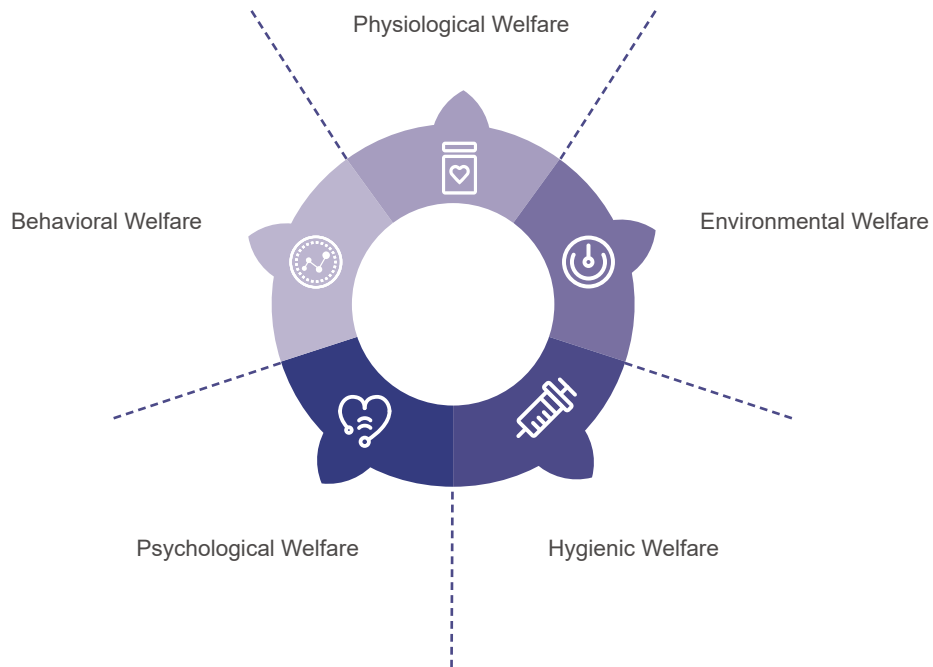 Physiological Welfare
Behavioral Welfare
Environmental Welfare
Psychological Welfare
Hygienic Welfare